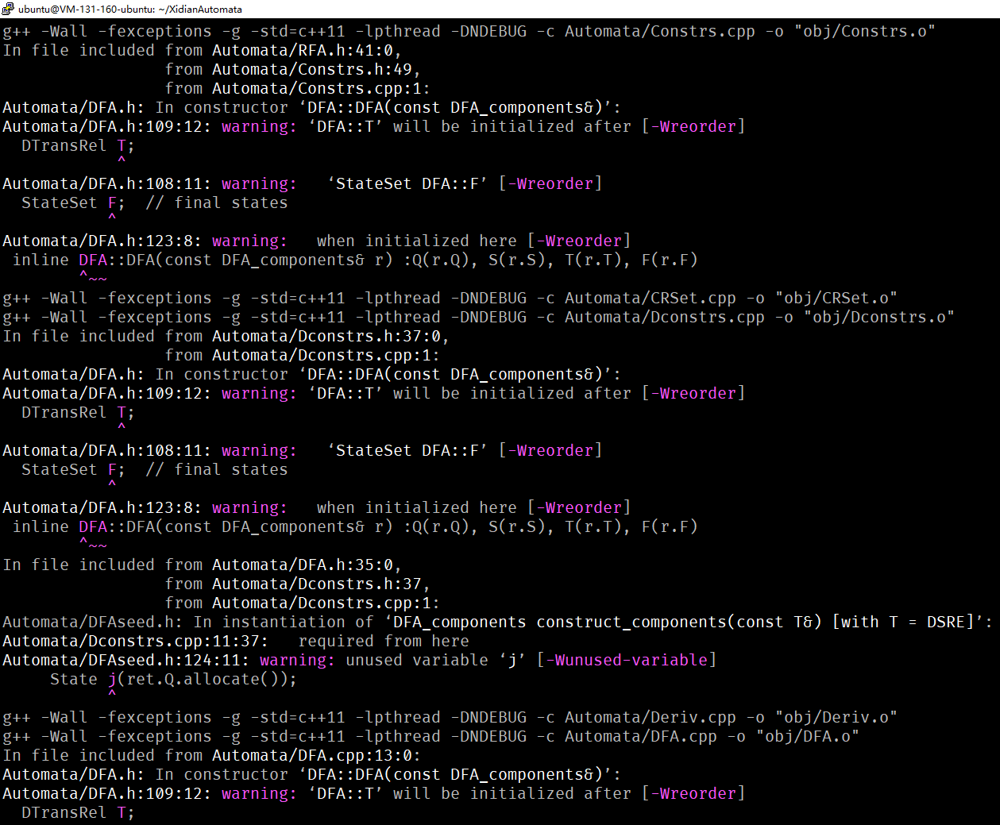 ubuntu@VM-131-160-ubuntu: ~/XidianAutomata
g++ -Wall -fexceptions -g -std=c++11 -lpthread -DNDEBUG -c Automata/Constrs.cpp -o "obj/Constrs.o"
In file included from Automata/RFA.h:41:0,
                 from Automata/Constrs.h:49,
                 from Automata/Constrs.cpp:1:
Automata/DFA.h: In constructor ‘DFA::DFA(const DFA_components&)’:
Automata/DFA.h:109:12: warning: ‘DFA::T’ will be initialized after [-Wreorder]
  DTransRel T;
            ^
Automata/DFA.h:108:11: warning:   ‘StateSet DFA::F’ [-Wreorder]
  StateSet F;  // final states
           ^
Automata/DFA.h:123:8: warning:   when initialized here [-Wreorder]
 inline DFA::DFA(const DFA_components& r) :Q(r.Q), S(r.S), T(r.T), F(r.F)
        ^~~
g++ -Wall -fexceptions -g -std=c++11 -lpthread -DNDEBUG -c Automata/CRSet.cpp -o "obj/CRSet.o"
g++ -Wall -fexceptions -g -std=c++11 -lpthread -DNDEBUG -c Automata/Dconstrs.cpp -o "obj/Dconstrs.o"
In file included from Automata/Dconstrs.h:37:0,
                 from Automata/Dconstrs.cpp:1:
Automata/DFA.h: In constructor ‘DFA::DFA(const DFA_components&)’:
Automata/DFA.h:109:12: warning: ‘DFA::T’ will be initialized after [-Wreorder]
  DTransRel T;
            ^
Automata/DFA.h:108:11: warning:   ‘StateSet DFA::F’ [-Wreorder]
  StateSet F;  // final states
           ^
Automata/DFA.h:123:8: warning:   when initialized here [-Wreorder]
 inline DFA::DFA(const DFA_components& r) :Q(r.Q), S(r.S), T(r.T), F(r.F)
        ^~~
In file included from Automata/DFA.h:35:0,
                 from Automata/Dconstrs.h:37,
                 from Automata/Dconstrs.cpp:1:
Automata/DFAseed.h: In instantiation of ‘DFA_components construct_components(const T&) [with T = DSRE]’:
Automata/Dconstrs.cpp:11:37:   required from here
Automata/DFAseed.h:124:11: warning: unused variable ‘j’ [-Wunused-variable]
     State j(ret.Q.allocate());
           ^
g++ -Wall -fexceptions -g -std=c++11 -lpthread -DNDEBUG -c Automata/Deriv.cpp -o "obj/Deriv.o"
g++ -Wall -fexceptions -g -std=c++11 -lpthread -DNDEBUG -c Automata/DFA.cpp -o "obj/DFA.o"
In file included from Automata/DFA.cpp:13:0:
Automata/DFA.h: In constructor ‘DFA::DFA(const DFA_components&)’:
Automata/DFA.h:109:12: warning: ‘DFA::T’ will be initialized after [-Wreorder]
  DTransRel T;